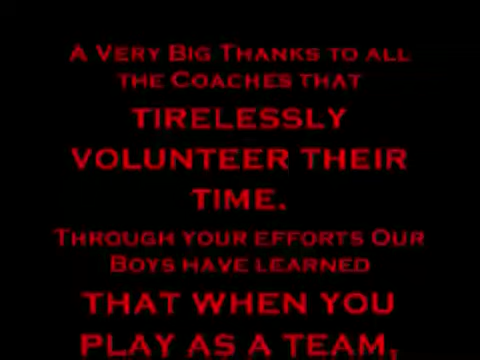 A Very Big Thanks to all
the Coaches that
TIRELESSLY
VOLUNTEER THEIR
TIME.
Through your efforts Our
Boys have learned
THAT WHEN YOU
PLAY AS A TEAM,